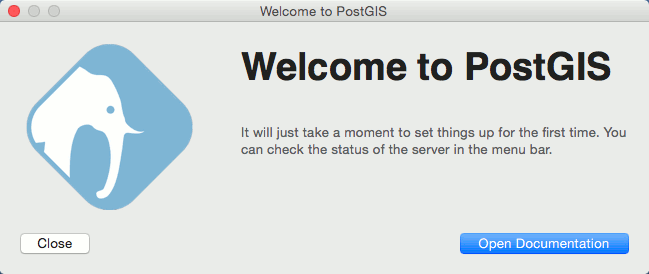 Welcome to PostGIS
Welcome to PostGIS
It will just take a moment to set things up for the first time. You
can check the status of the server in the menu bar.
Close
Open Documentation